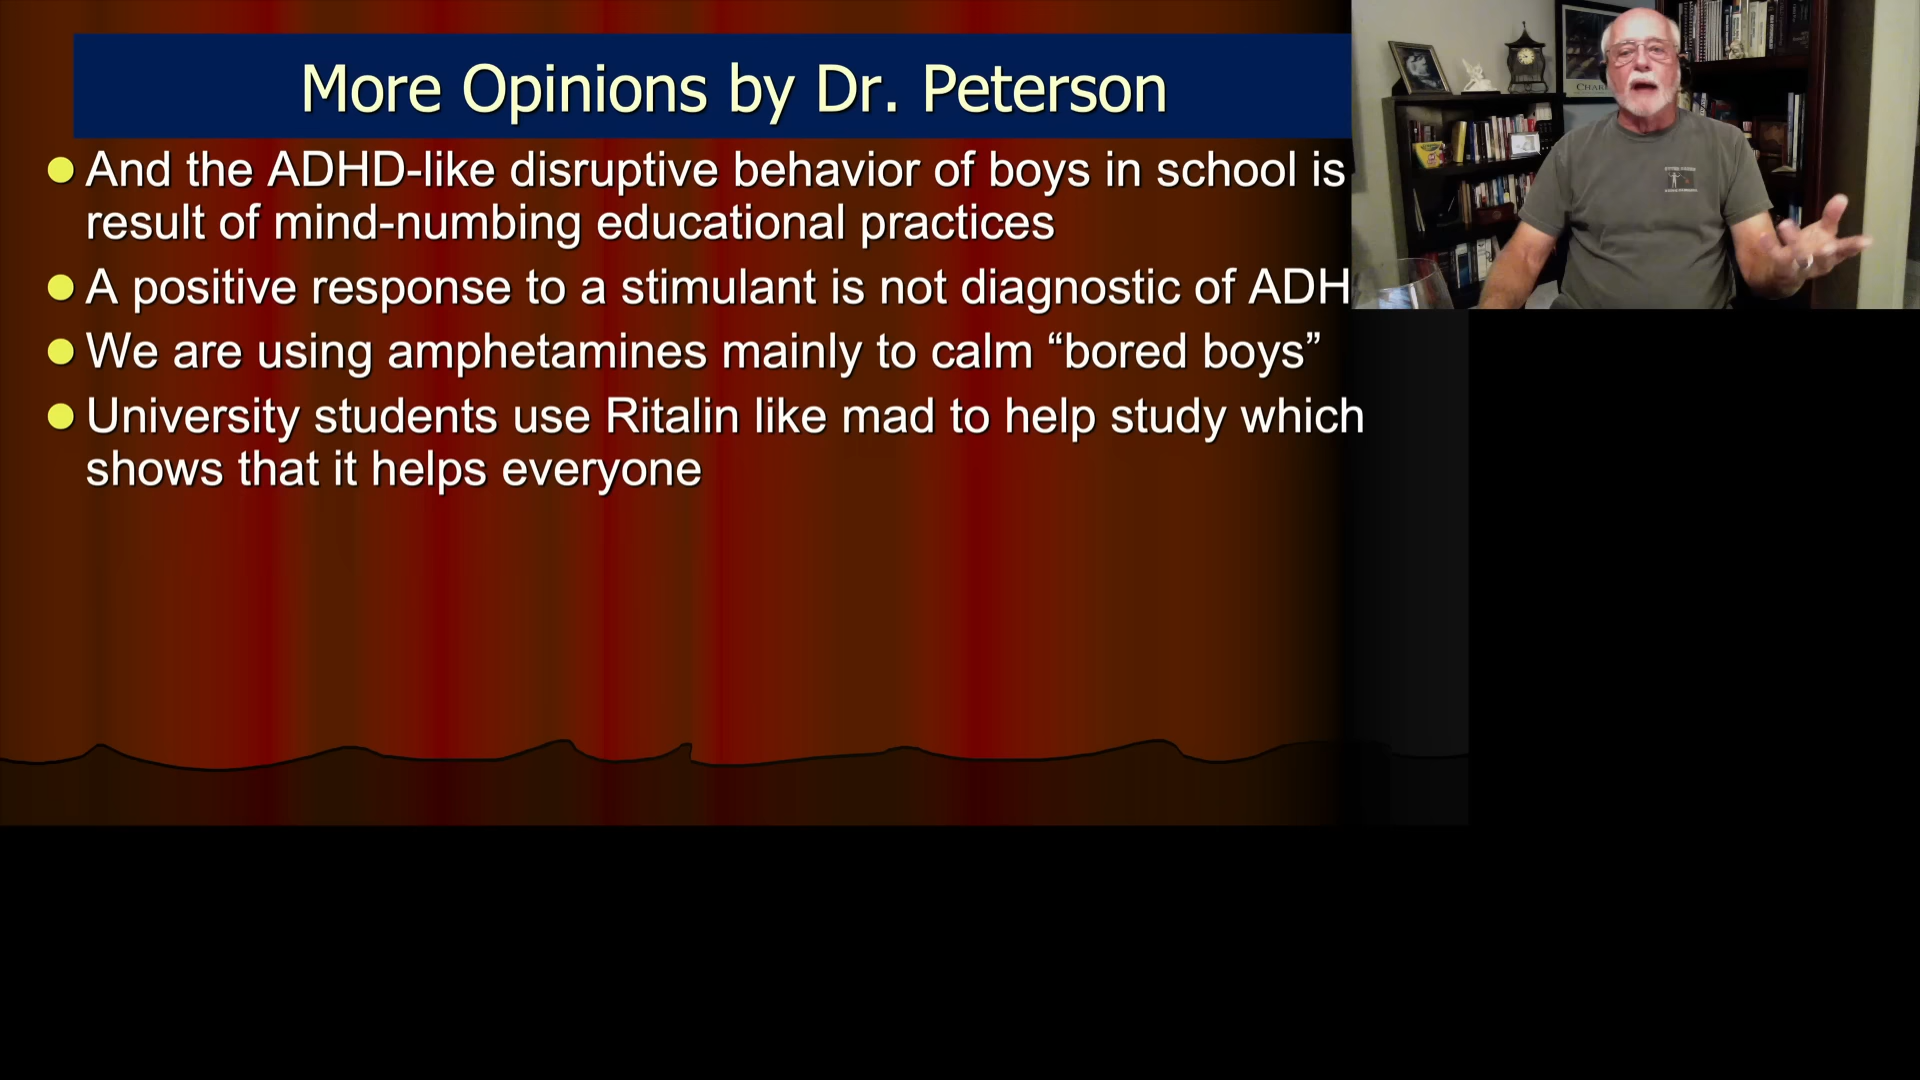 More Opinions by Dr. Peterson
And the ADHD-like disruptive behavior of boys in school is
result of mind-numbing educational practices
A positive response to a stimulant is not diagnostic of ADH
We are using amphetamines mainly to calm “bored boys”
University students use Ritalin like mad to help study which
shows that it helps everyone